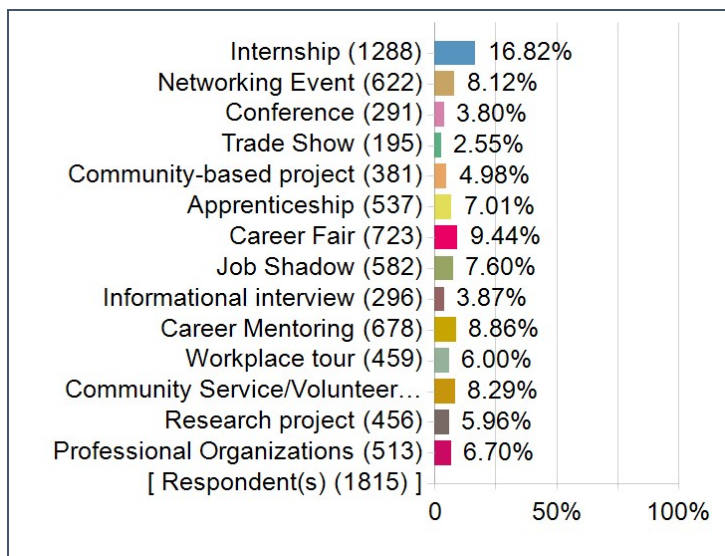 Internship (1288) 16.82%
Networking Event (622) 8.12%
Conference (291) 3.80%
Trade Show (195) 2.55%
Community-based project (381) 4.98%
Apprenticeship (537) 7.01%
Career Fair (723) 9.44%
Job Shadow (582) 7.60%
Informational interview (296) 3.87%
Career Mentoring (678) 8.86%
Workplace tour (459) 6.00%
Community Service/Volunteer… 8.29%
Research project (456) 5.96%
Professional Organizations (513) 6.70%
[ Respondent(s) (1815) ]
0 50% 100%